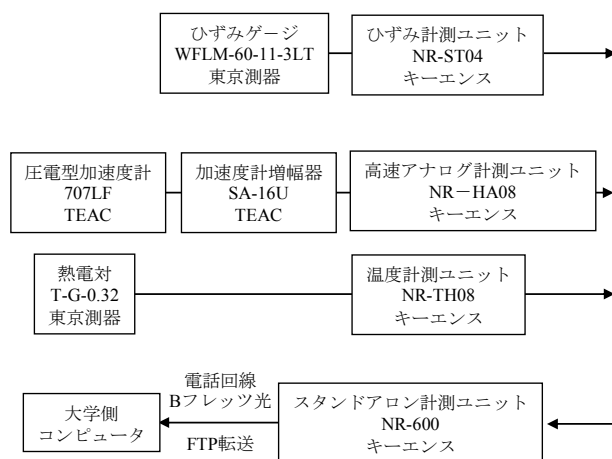 ひずみゲージ
WFLM-60-11-3LT
東京測器
ひずみ計測ユニット
NR-ST04
キーエンス
圧電型加速度計
707LF
TEAC
加速度計増幅器
SA-16U
TEAC
高速アナログ計測ユニット
NR－HA08
キーエンス
熱電対
T-G-0.32
東京測器
温度計測ユニット
NR-TH08
キーエンス
大学側
コンピュータ
電話回線
Bフレッツ光
FTP転送
スタンドアロン計測ユニット
NR-600
キーエンス